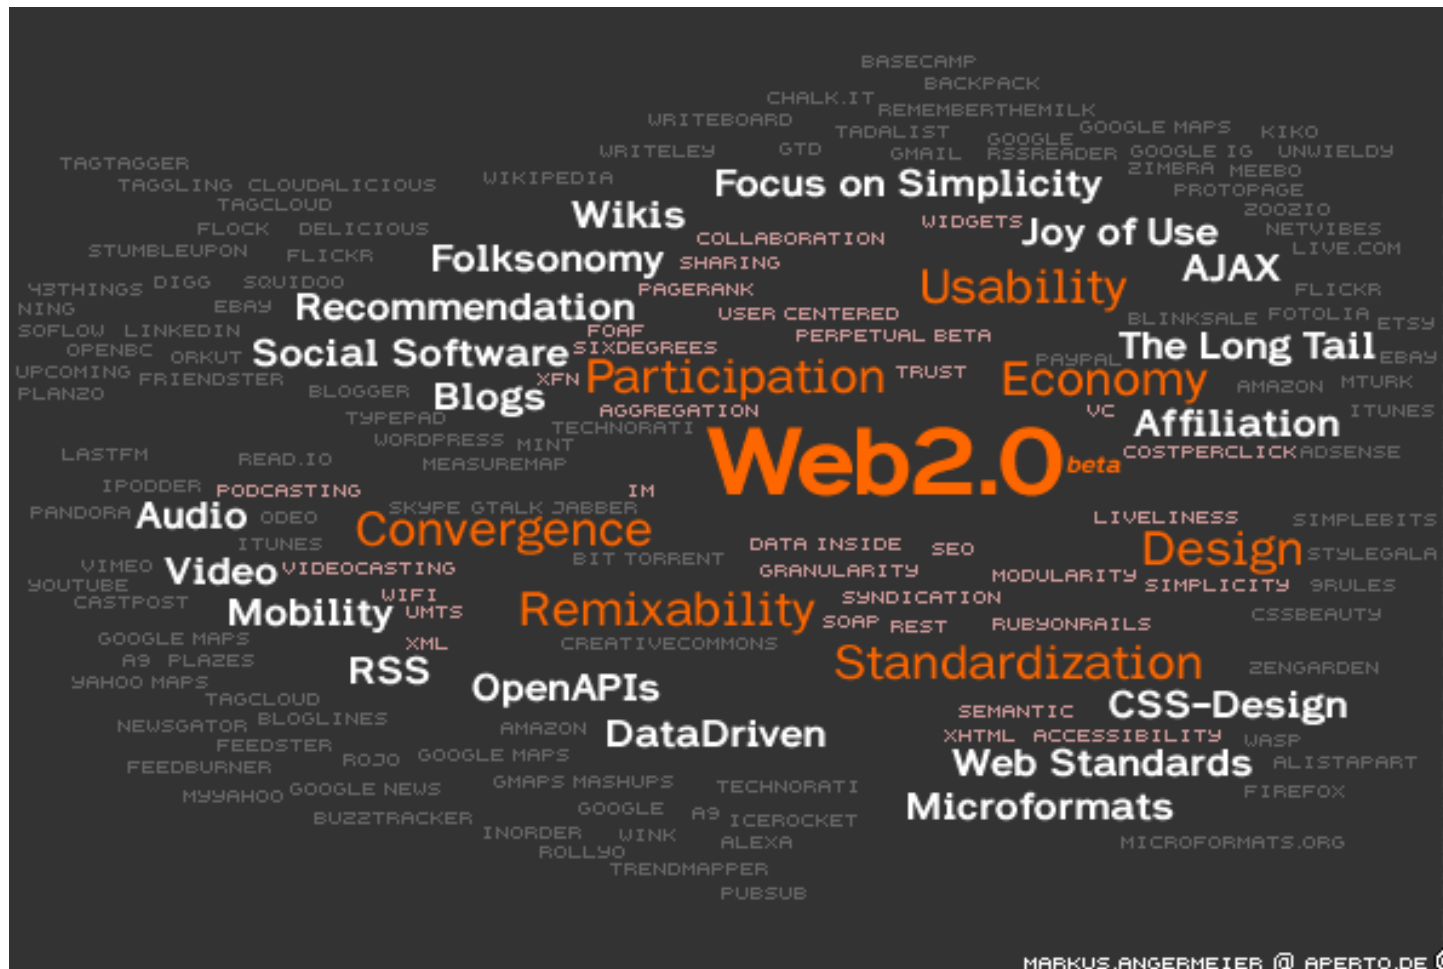 BASECAMP
BACKPACK
CHALK.IT
REMEMBERTHEMILK
WRITEBOARD
TADALIST GOOGLE GOOGLE MAPS KIKO
WRITELEY GTD GMAIL RSSREADER GOOGLE IG UNWIELDY
TAGTAGGER
ZIMBRA MEEBO
TAGGLING CLOUDALICIOUS WIKIPEDIA Focus on Simplicity PROTOPAGE
TAGCLOUD Wikis ZOOZIO
FLOCK DELICIOUS WIDGETS Joy of Use NETVIBES
COLLABORATION
STUMBLEUPON FLICKR Folksonomy SHARING LIVE.COM
AJAX
43THINGS DIGG SQUIDOO PAGERANK Usability FLICKR
NING EBAY Recommendation USER CENTERED BLINKSALE FOTOLIA ETSY
SOFLOW LINKEDIN FOAF PERPETUAL BETA
OPENBC ORKUT Social Software SIXDEGREES PAYPAL The Long Tail EBAY
UPCOMING FRIENDSTER XFN Participation TRUST Economy AMAZON MTURK
PLANZO BLOGGER Blogs
TYPEPAD AGGREGATION VC Affiliation ITUNES
TECHNORATI
WORDPRESS MINT
LASTFM READ.IO MEASUREMAP Web2.0 beta COSTPERCLICK ADSENSE
IPODDER PODCASTING IM
PANDORA Audio ODEO SKYPE GTALK JABBER LIVELINESS SIMPLEBITS
Convergence
ITUNES DATA INSIDE SEO Design STYLEGALA
VIMEO Video VIDEOCASTING BIT TORRENT GRANULARITY MODULARITY
YOUTUBE SIMPLICITY 9RULES
CASTPOST WIFI SYNDICATION
Mobility UMTS Remixability SOAP REST RUBYONRAILS CSSBEAUTY
GOOGLE MAPS XML CREATIVECOMMONS
A9 PLAZES RSS Standardization ZENGARDEN
YAHOO MAPS OpenAPIs
TAGCLOUD SEMANTIC CSS-Design
NEWSGATOR BLOGLINES AMAZON DataDriven XHTML ACCESSIBILITY WASP
FEEDSTER
FEEDBURNER ROJO GOOGLE MAPS Web Standards ALISTAPART
MYYAHOO GOOGLE NEWS GMAPS MASHUPS TECHNORATI FIREFOX
BUZZTRACKER GOOGLE A9 ICEROCKET Microformats
INORDER WINK ALEXA MICROFORMATS.ORG
ROLLYO
TRENDMAPPER
PUBSUB
MARKUS.ANGERMEIER @ APERTO.DE